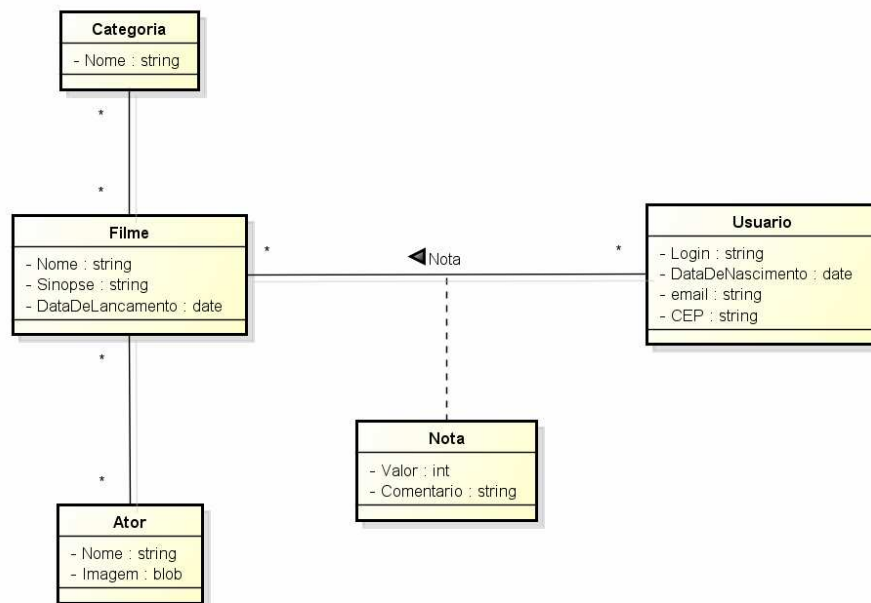 Categoria
- Nome : string
*
*
Filme
- Nome : string
- Sinopse : string
- DataDeLancamento : date
*
Nota
*
Usuario
- Login : string
- DataDeNascimento : date
- email : string
- CEP : string
*
*
Nota
- Valor : int
- Comentario : string
Ator
- Nome : string
- Imagem : blob